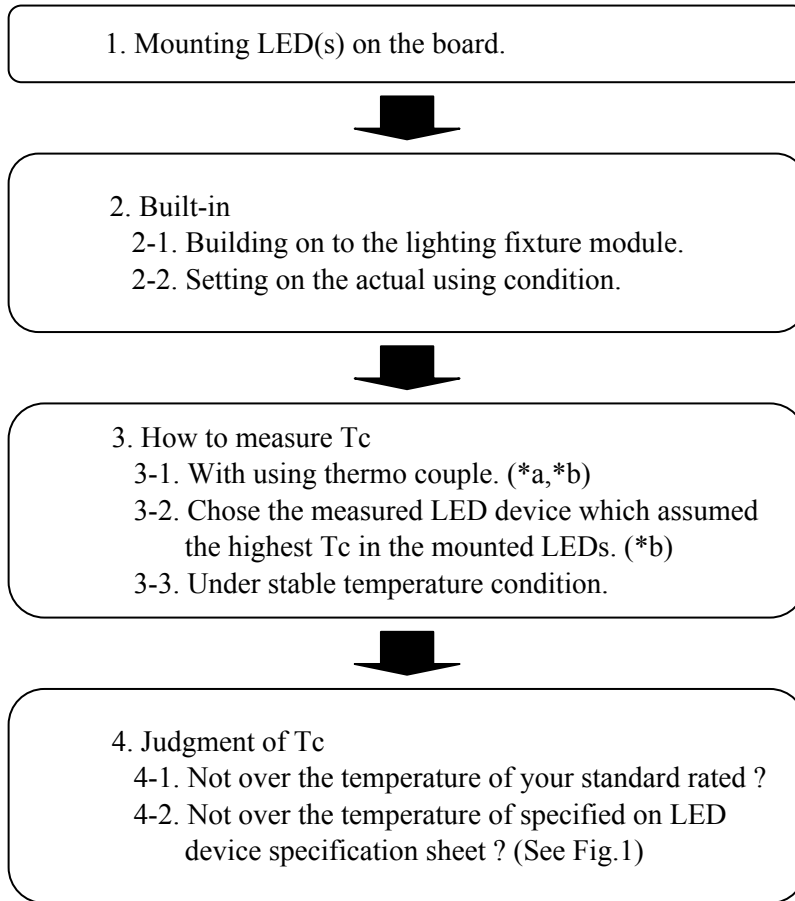 1. Mounting LED(s) on the board.
2. Built-in
2-1. Building on to the lighting fixture module.
2-2. Setting on the actual using condition.
3. How to measure Tc
3-1. With using thermo couple. (*a,*b)
3-2. Chose the measured LED device which assumed
the highest Tc in the mounted LEDs. (*b)
3-3. Under stable temperature condition.
4. Judgment of Tc
4-1. Not over the temperature of your standard rated ?
4-2. Not over the temperature of specified on LED
device specification sheet ? (See Fig.1)